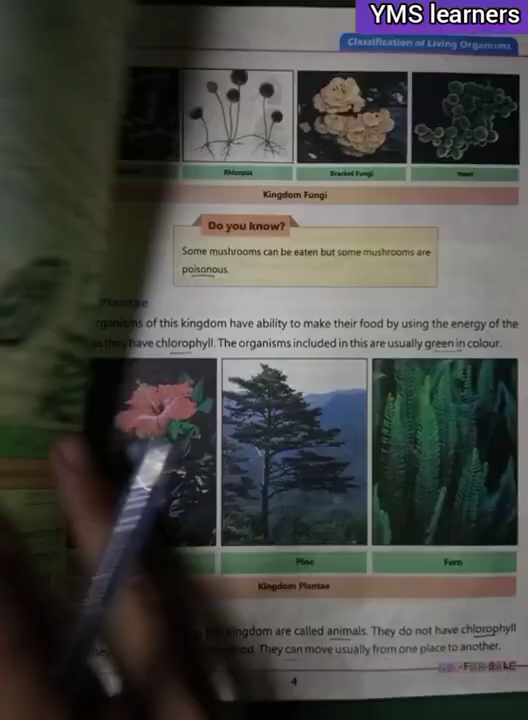 YMS learners
Classification of Living Organisms
Rhizopus
Bracket Fungi
Yeast
Kingdom Fungi
Do you know?
Some mushrooms can be eaten but some mushrooms are
poisonous.
Plantae
of this kingdom have ability to make their food by using the energy of the
they have chlorophyll. The organisms included in this are usually green in colour.
Pine
Fern
Kingdom Plantae
kingdom are called animals. They do not have chlorophyll
They can move usually from one place to another.
4